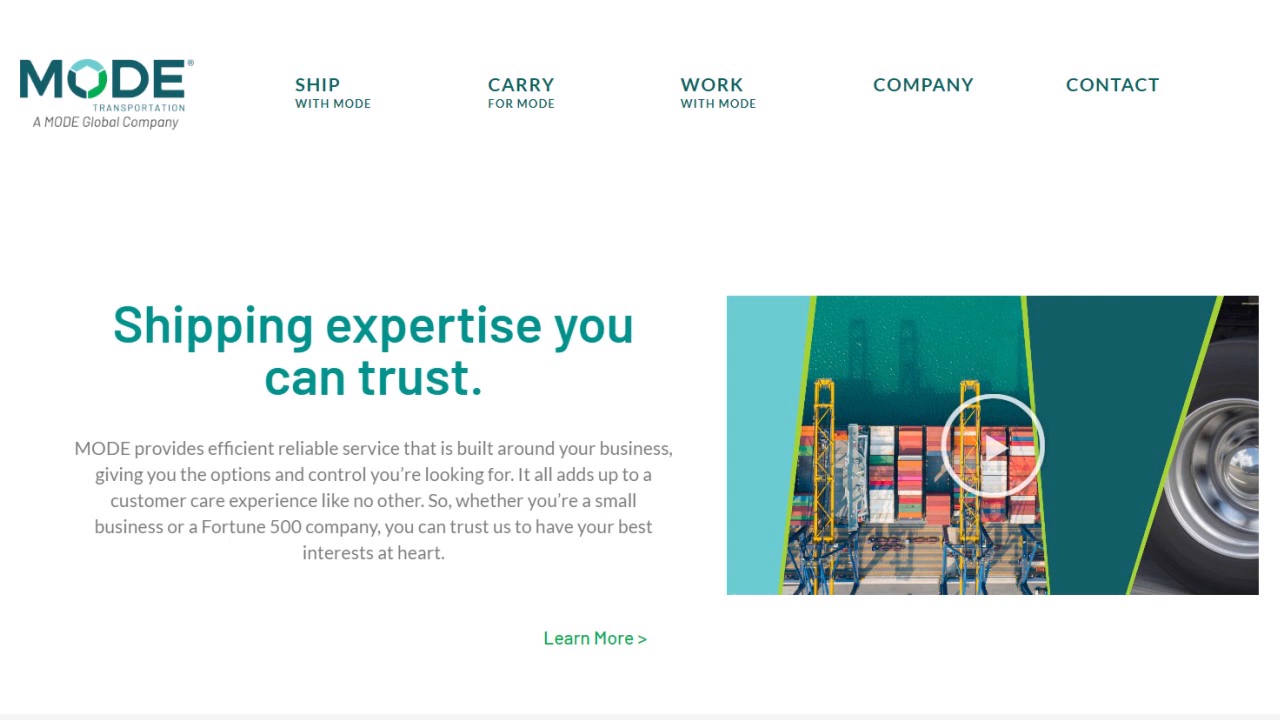 MODE®
TRANSPORTATION
A MODE Global Company
SHIP
WITH MODE
CARRY
FOR MODE
WORK
WITH MODE
COMPANY
CONTACT
Shipping expertise you
can trust.
MODE provides efficient reliable service that is built around your business,
giving you the options and control you’re looking for. It all adds up to a
customer care experience like no other. So, whether you’re a small
business or a Fortune 500 company, you can trust us to have your best
interests at heart.
Learn More >